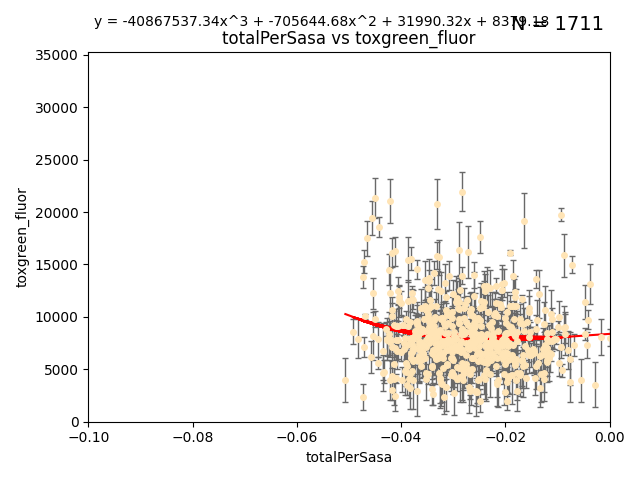 y = -40867537.34x^3 + -705644.68x^2 + 31990.32x + 8379.18
N = 1711
totalPerSasa vs toxgreen_fluor
35000
30000
25000
20000
15000
10000
5000
0
toxgreen_fluor
−0.10 −0.08 −0.06 −0.04 −0.02 0.00
totalPerSasa